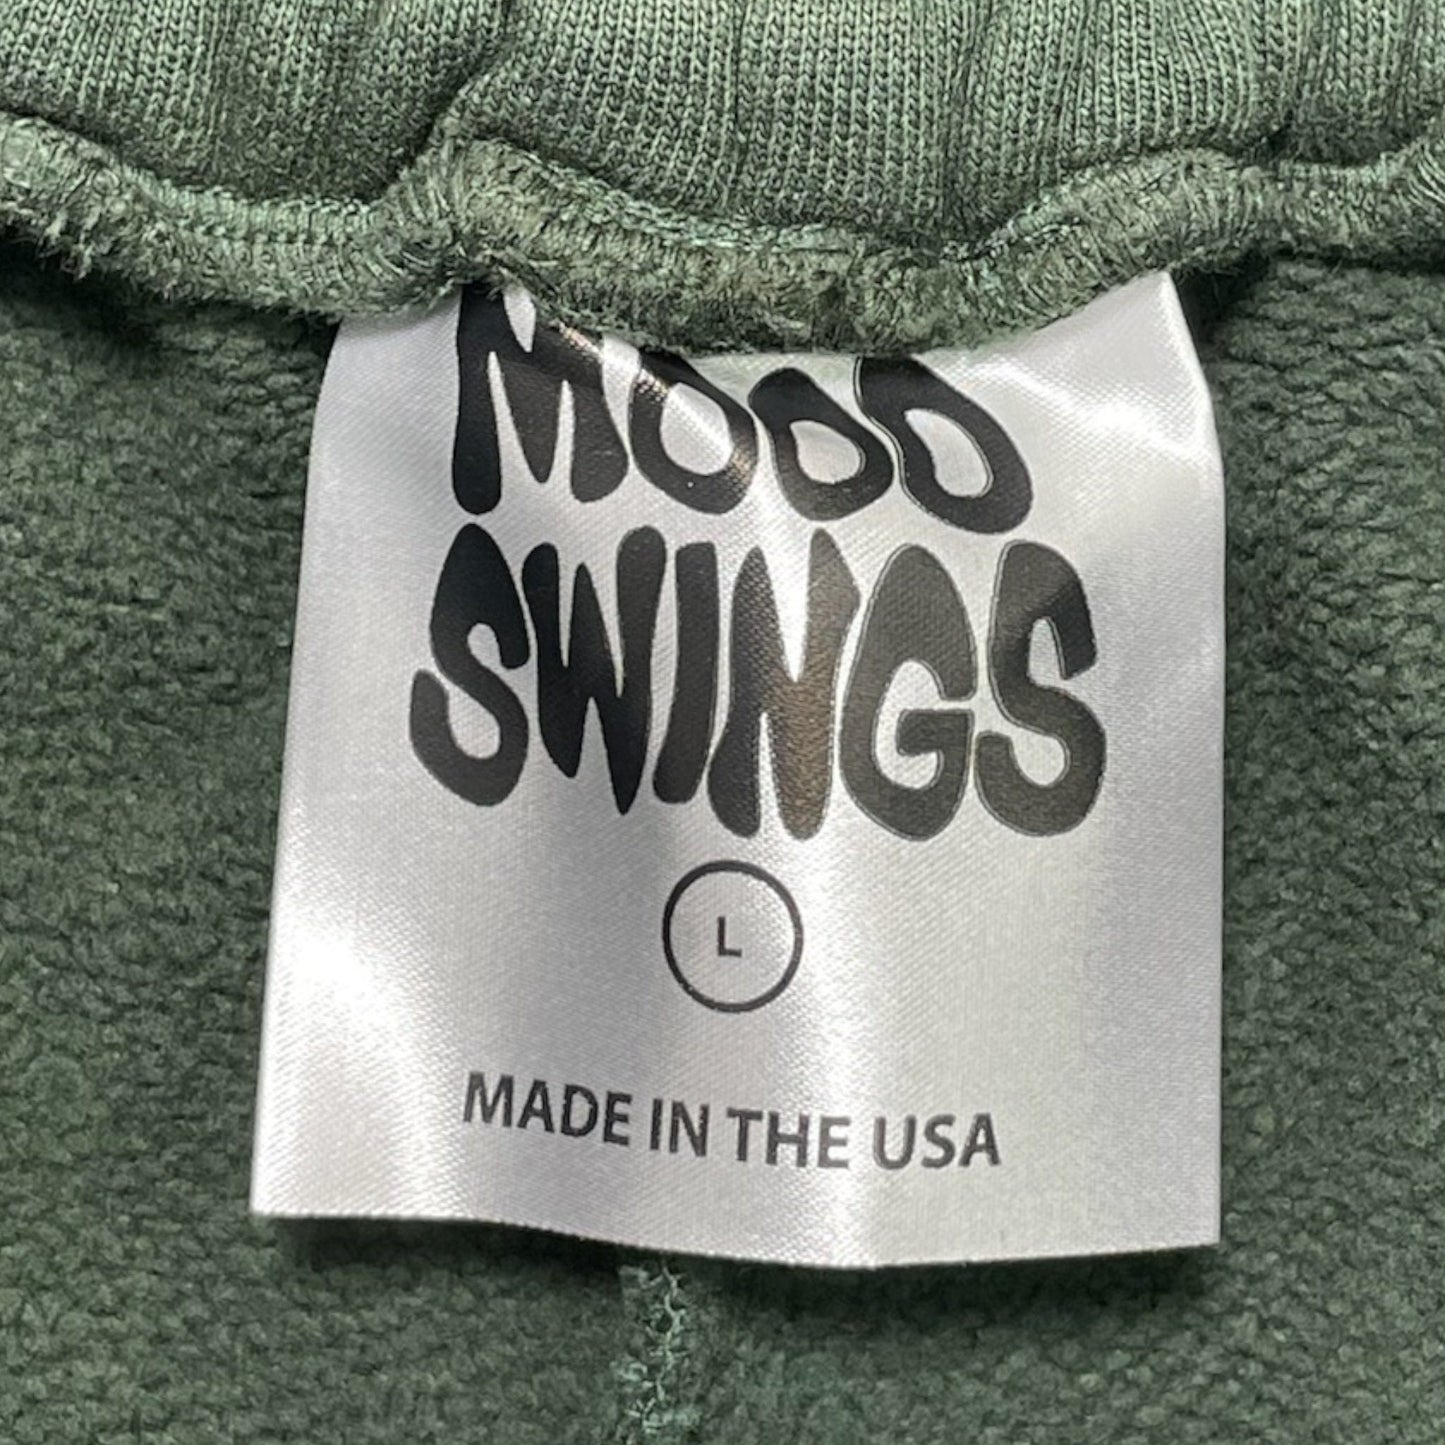 MOOD
SWINGS
L
MADE IN THE USA